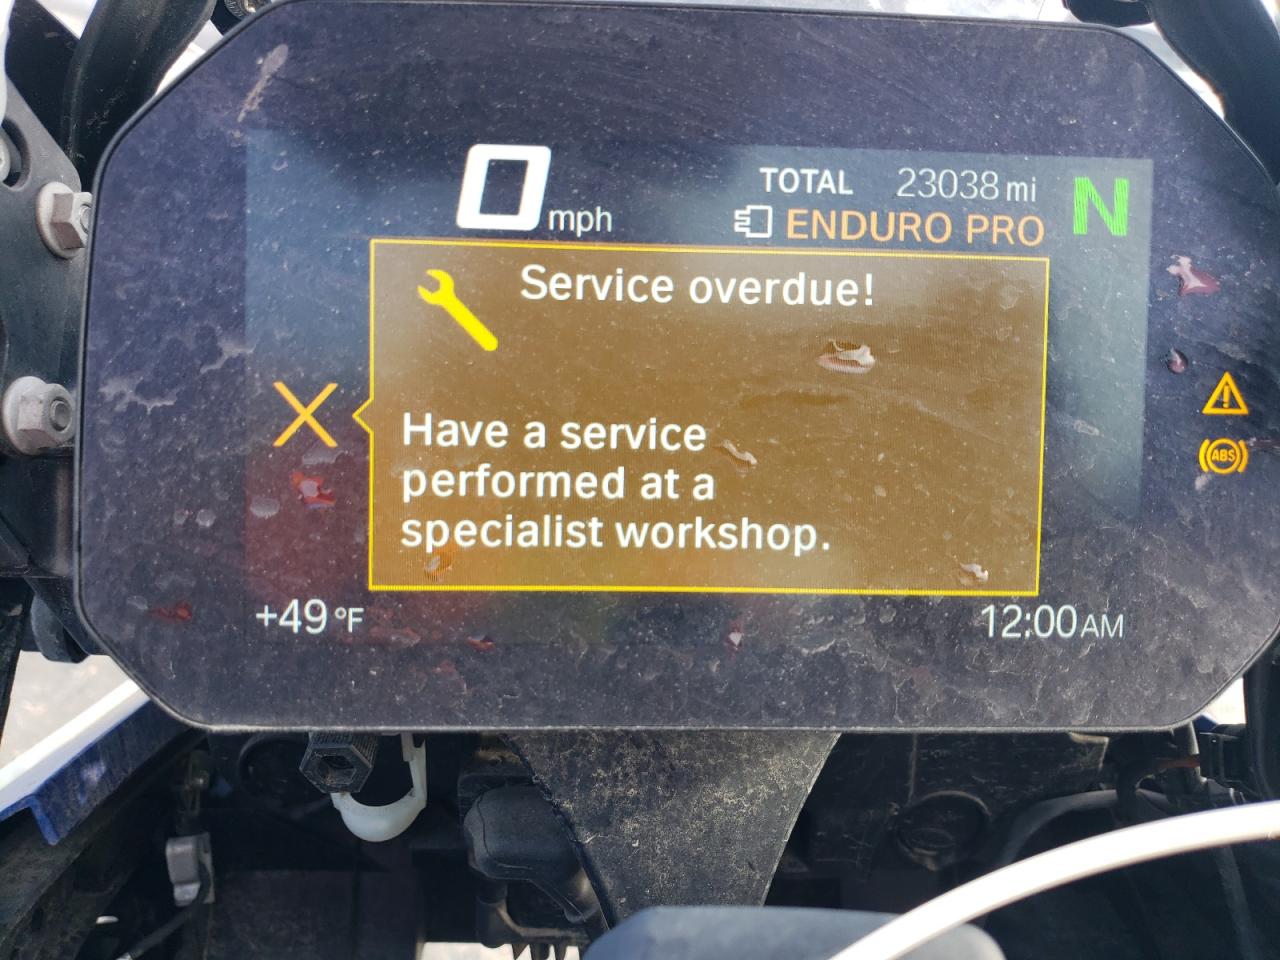 0 mph
TOTAL 23038 mi
N
ENDURO PRO
Service overdue!
Have a service
performed at a
specialist workshop.
ABS
+49 °F
12:00 AM